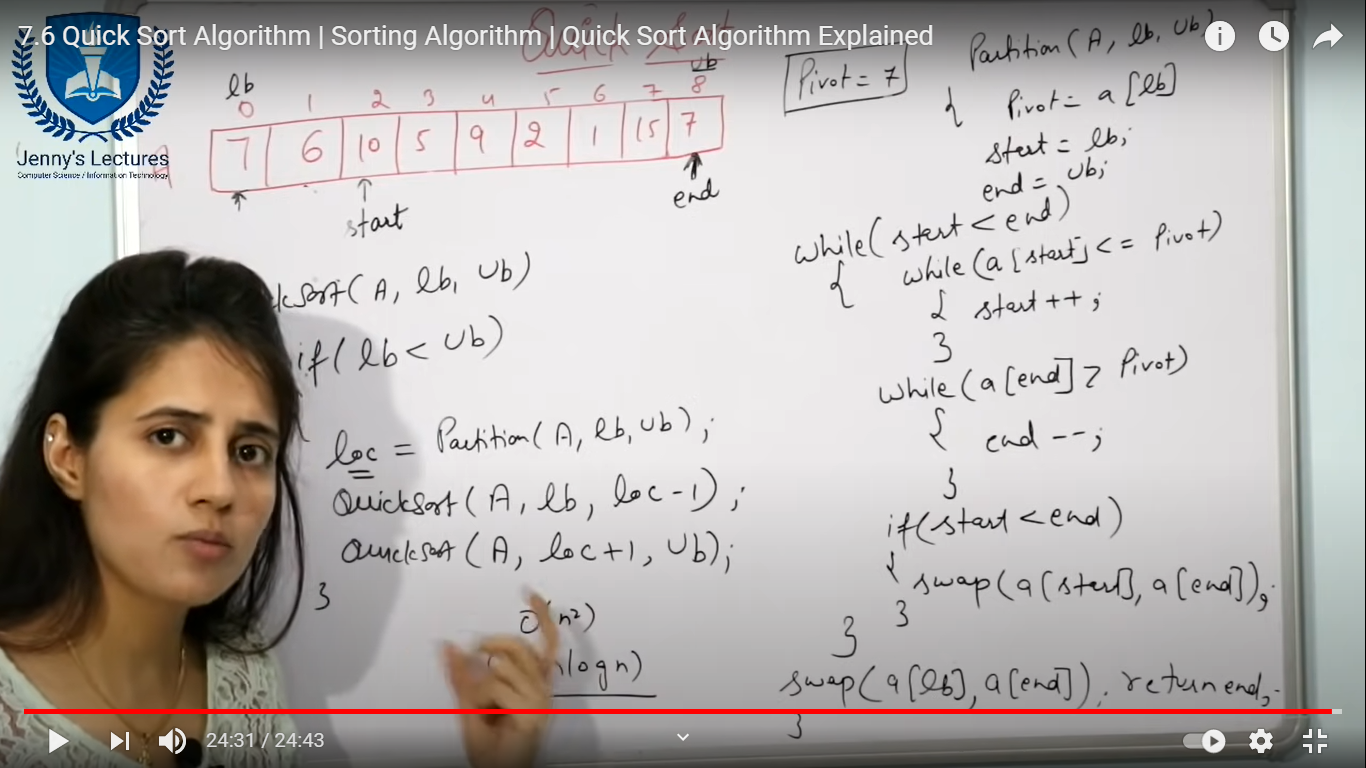 7.6 Quick Sort Algorithm | Sorting Algorithm | Quick Sort Algorithm Explained
Quick Sort
Jenny's Lectures
Computer Science / Information Technology
lb
ub
0 1 2 3 4 5 6 7 8
A
7 6 10 5 9 2 1 15 7
start
end
Pivot = 7
ckSort(A, lb, ub)
if(lb < ub)
{
loc = Partition(A, lb, ub);
QuickSort(A, lb, loc-1);
QuickSort(A, loc+1, ub);
}
O(n²)
nlogn)
Partition(A, lb, ub)
{ Pivot = a[lb]
start = lb;
end = ub;
while(start < end)
{ while(a[start] <= Pivot)
{ start++;
}
while(a[end] > Pivot)
{ end--;
}
if(start < end)
{ swap(a[start], a[end]);
}
}
swap(a[lb], a[end]); return end;
}
24:31 / 24:43